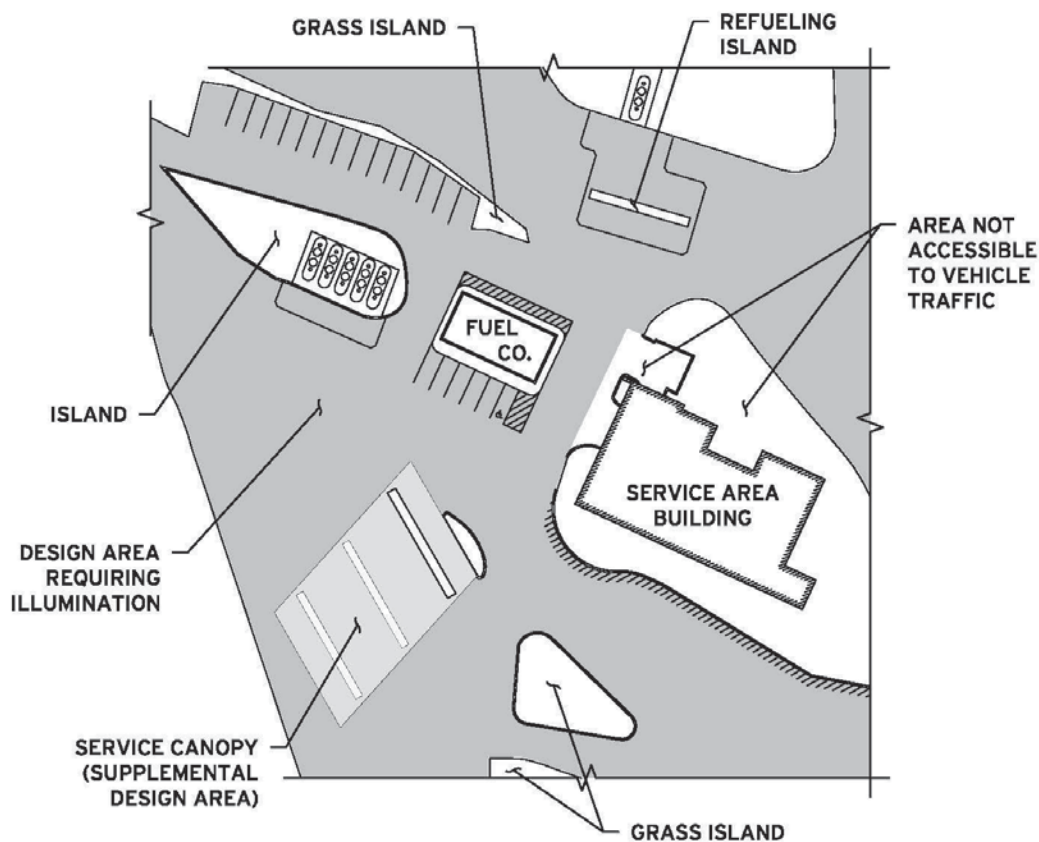 GRASS ISLAND
REFUELING
ISLAND
AREA NOT
ACCESSIBLE
TO VEHICLE
TRAFFIC
FUEL
CO.
ISLAND
SERVICE AREA
BUILDING
DESIGN AREA
REQUIRING
ILLUMINATION
SERVICE CANOPY
(SUPPLEMENTAL
DESIGN AREA)
GRASS ISLAND